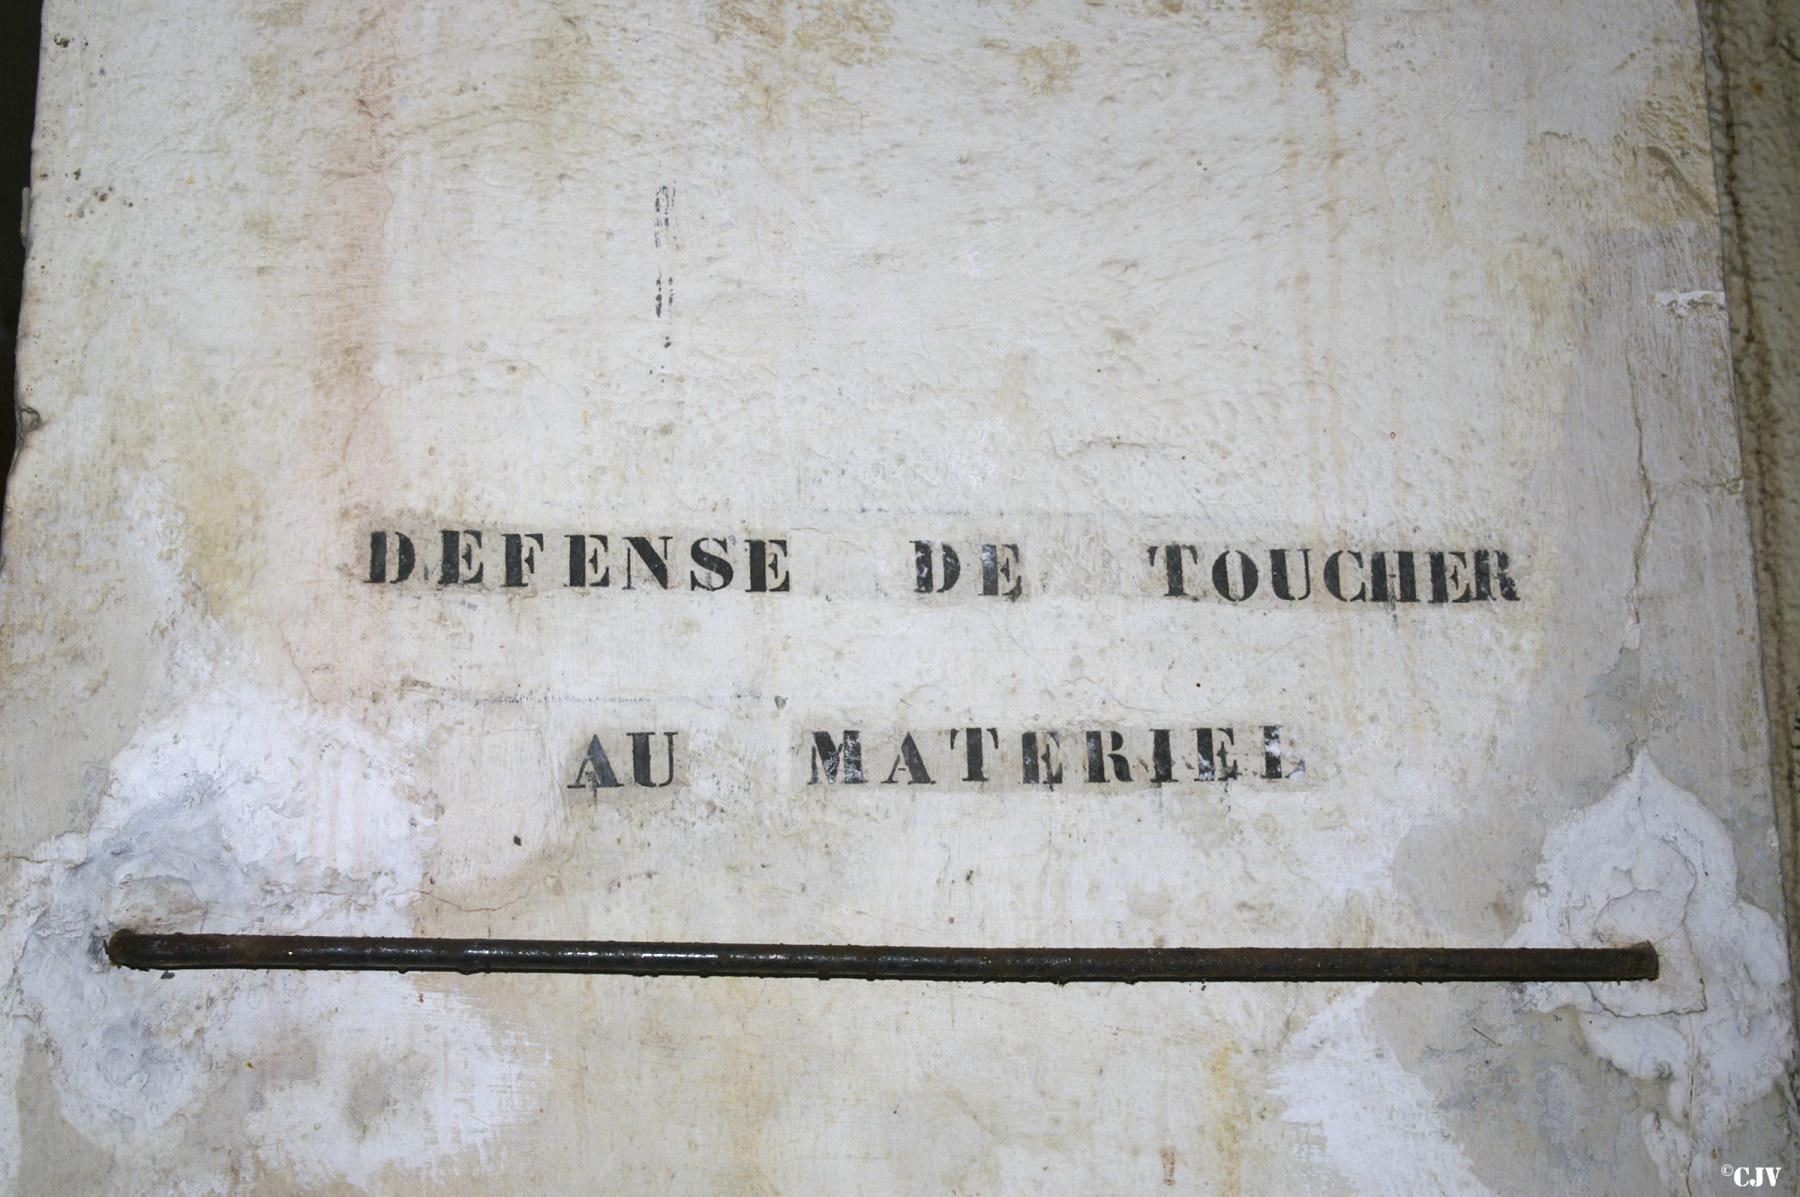 DEFENSE DE TOUCHER
AU MATERIEL
©CJV